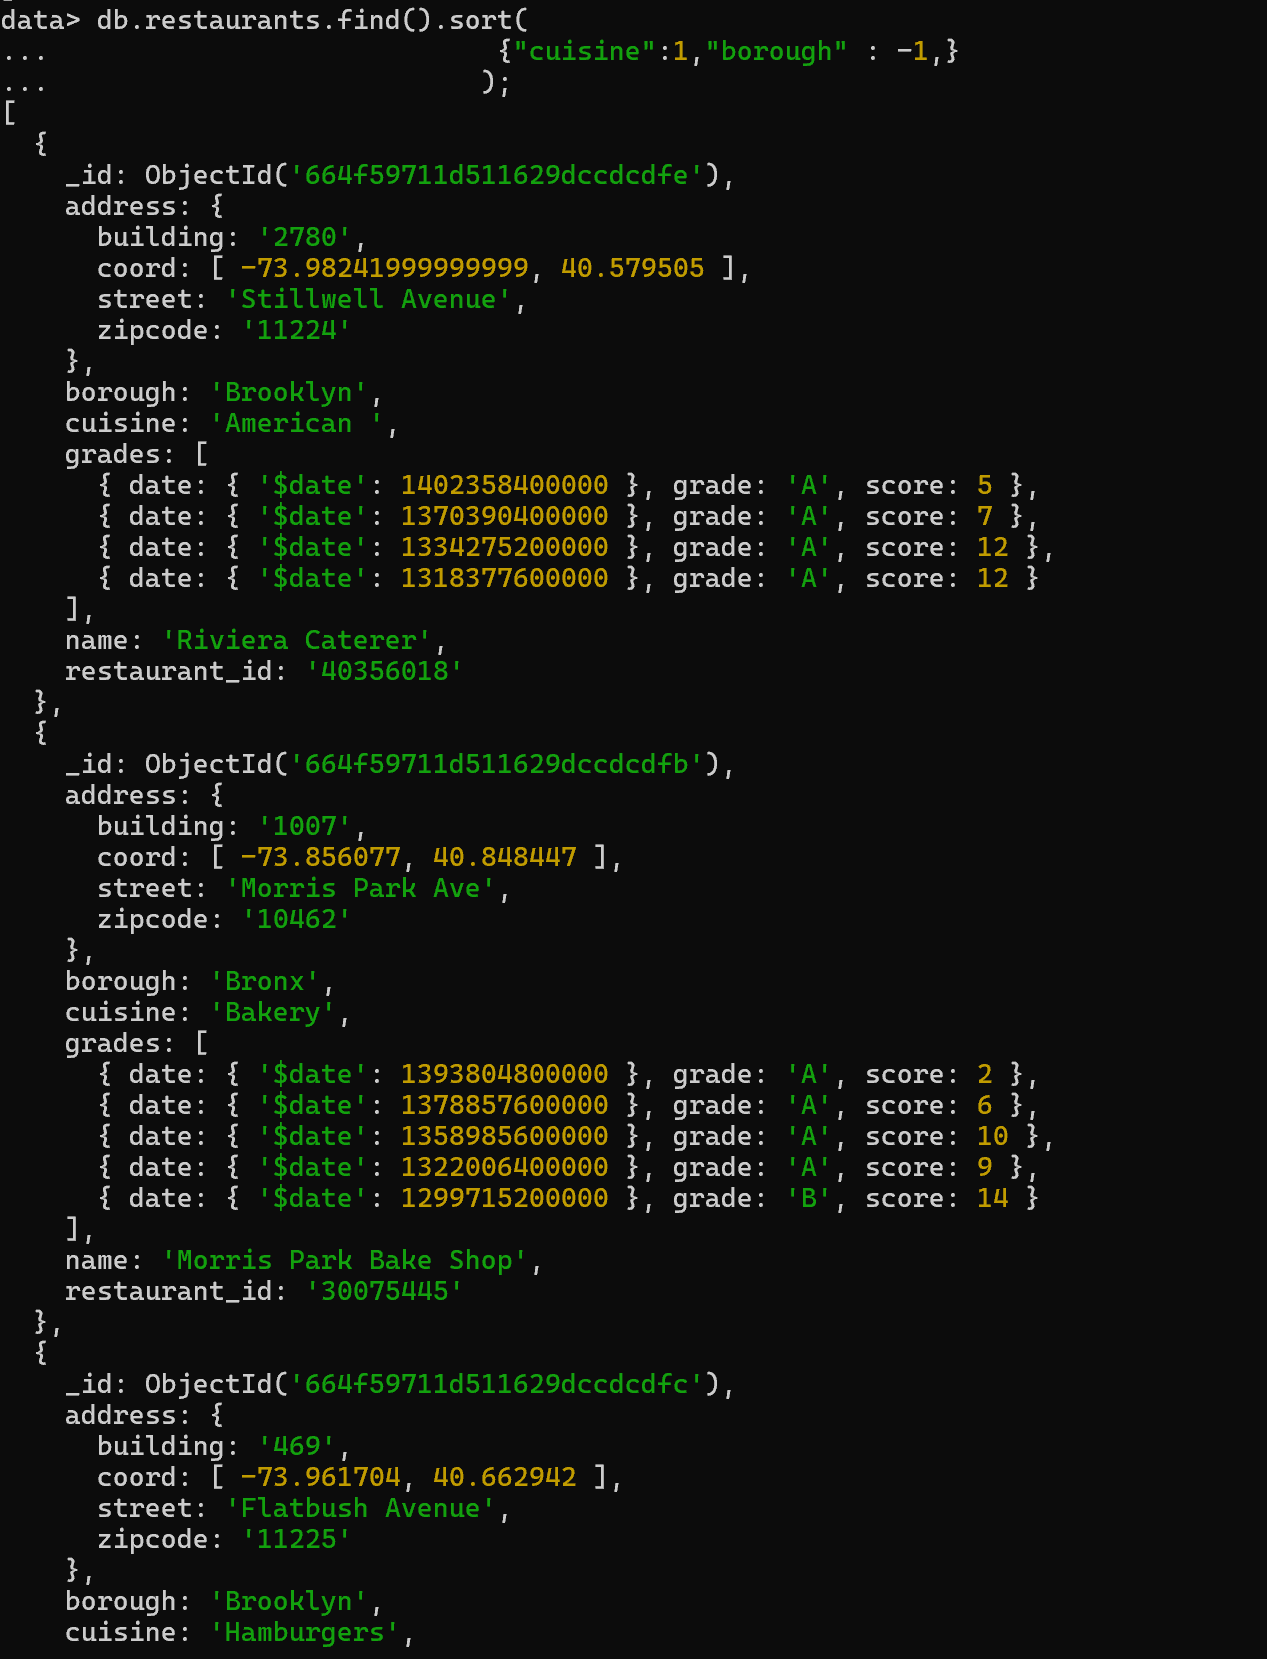 data> db.restaurants.find().sort(
...                            {"cuisine":1,"borough" : -1,}
...                           );
[
  {
    _id: ObjectId('664f59711d511629dccdcdfe'),
    address: {
      building: '2780',
      coord: [ -73.98241999999999, 40.579505 ],
      street: 'Stillwell Avenue',
      zipcode: '11224'
    },
    borough: 'Brooklyn',
    cuisine: 'American ',
    grades: [
      { date: { '$date': 1402358400000 }, grade: 'A', score: 5 },
      { date: { '$date': 1370390400000 }, grade: 'A', score: 7 },
      { date: { '$date': 1334275200000 }, grade: 'A', score: 12 },
      { date: { '$date': 1318377600000 }, grade: 'A', score: 12 }
    ],
    name: 'Riviera Caterer',
    restaurant_id: '40356018'
  },
  {
    _id: ObjectId('664f59711d511629dccdcdfb'),
    address: {
      building: '1007',
      coord: [ -73.856077, 40.848447 ],
      street: 'Morris Park Ave',
      zipcode: '10462'
    },
    borough: 'Bronx',
    cuisine: 'Bakery',
    grades: [
      { date: { '$date': 1393804800000 }, grade: 'A', score: 2 },
      { date: { '$date': 1378857600000 }, grade: 'A', score: 6 },
      { date: { '$date': 1358985600000 }, grade: 'A', score: 10 },
      { date: { '$date': 1322006400000 }, grade: 'A', score: 9 },
      { date: { '$date': 1299715200000 }, grade: 'B', score: 14 }
    ],
    name: 'Morris Park Bake Shop',
    restaurant_id: '30075445'
  },
  {
    _id: ObjectId('664f59711d511629dccdcdfc'),
    address: {
      building: '469',
      coord: [ -73.961704, 40.662942 ],
      street: 'Flatbush Avenue',
      zipcode: '11225'
    },
    borough: 'Brooklyn',
    cuisine: 'Hamburgers',